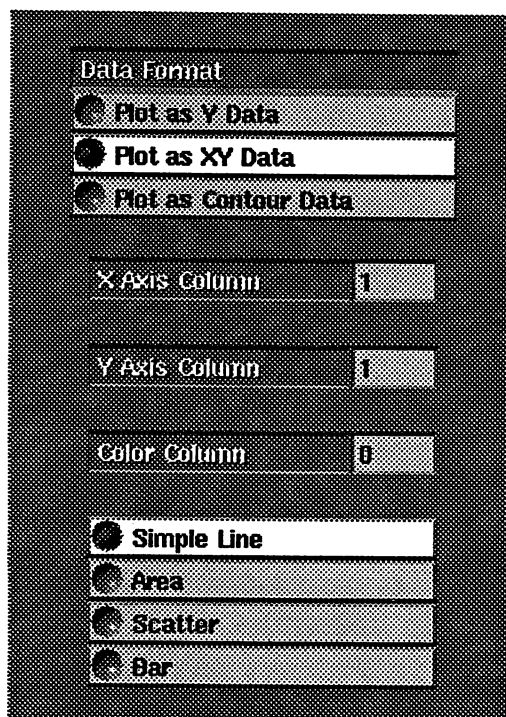 Data Format
Plot as Y Data
Plot as XY Data
Plot as Contour Data
X Axis Column 1
Y Axis Column 1
Color Column 0
Simple Line
Area
Scatter
Bar